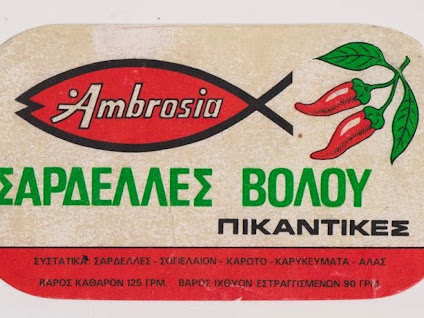 Ambrosia
ΣΑΡΔΕΛΛΕΣ ΒΟΛΟΥ
ΠΙΚΑΝΤΙΚΕΣ
ΣΥΣΤΑΤΙΚΑ. ΣΑΡΔΕΛΛΕΣ - ΣΟΓΙΕΛΑΙΟΝ - ΚΑΡΩΤΟ - ΚΑΡΥΚΕΥΜΑΤΑ - ΑΛΑΣ
ΒΑΡΟΣ ΚΑΘΑΡΟΝ 125 ΓΡΜ. ΒΑΡΟΣ ΙΧΘΥΩΝ ΕΣΤΡΑΓΓΙΣΜΕΝΩΝ 90 ΓΡΜ.